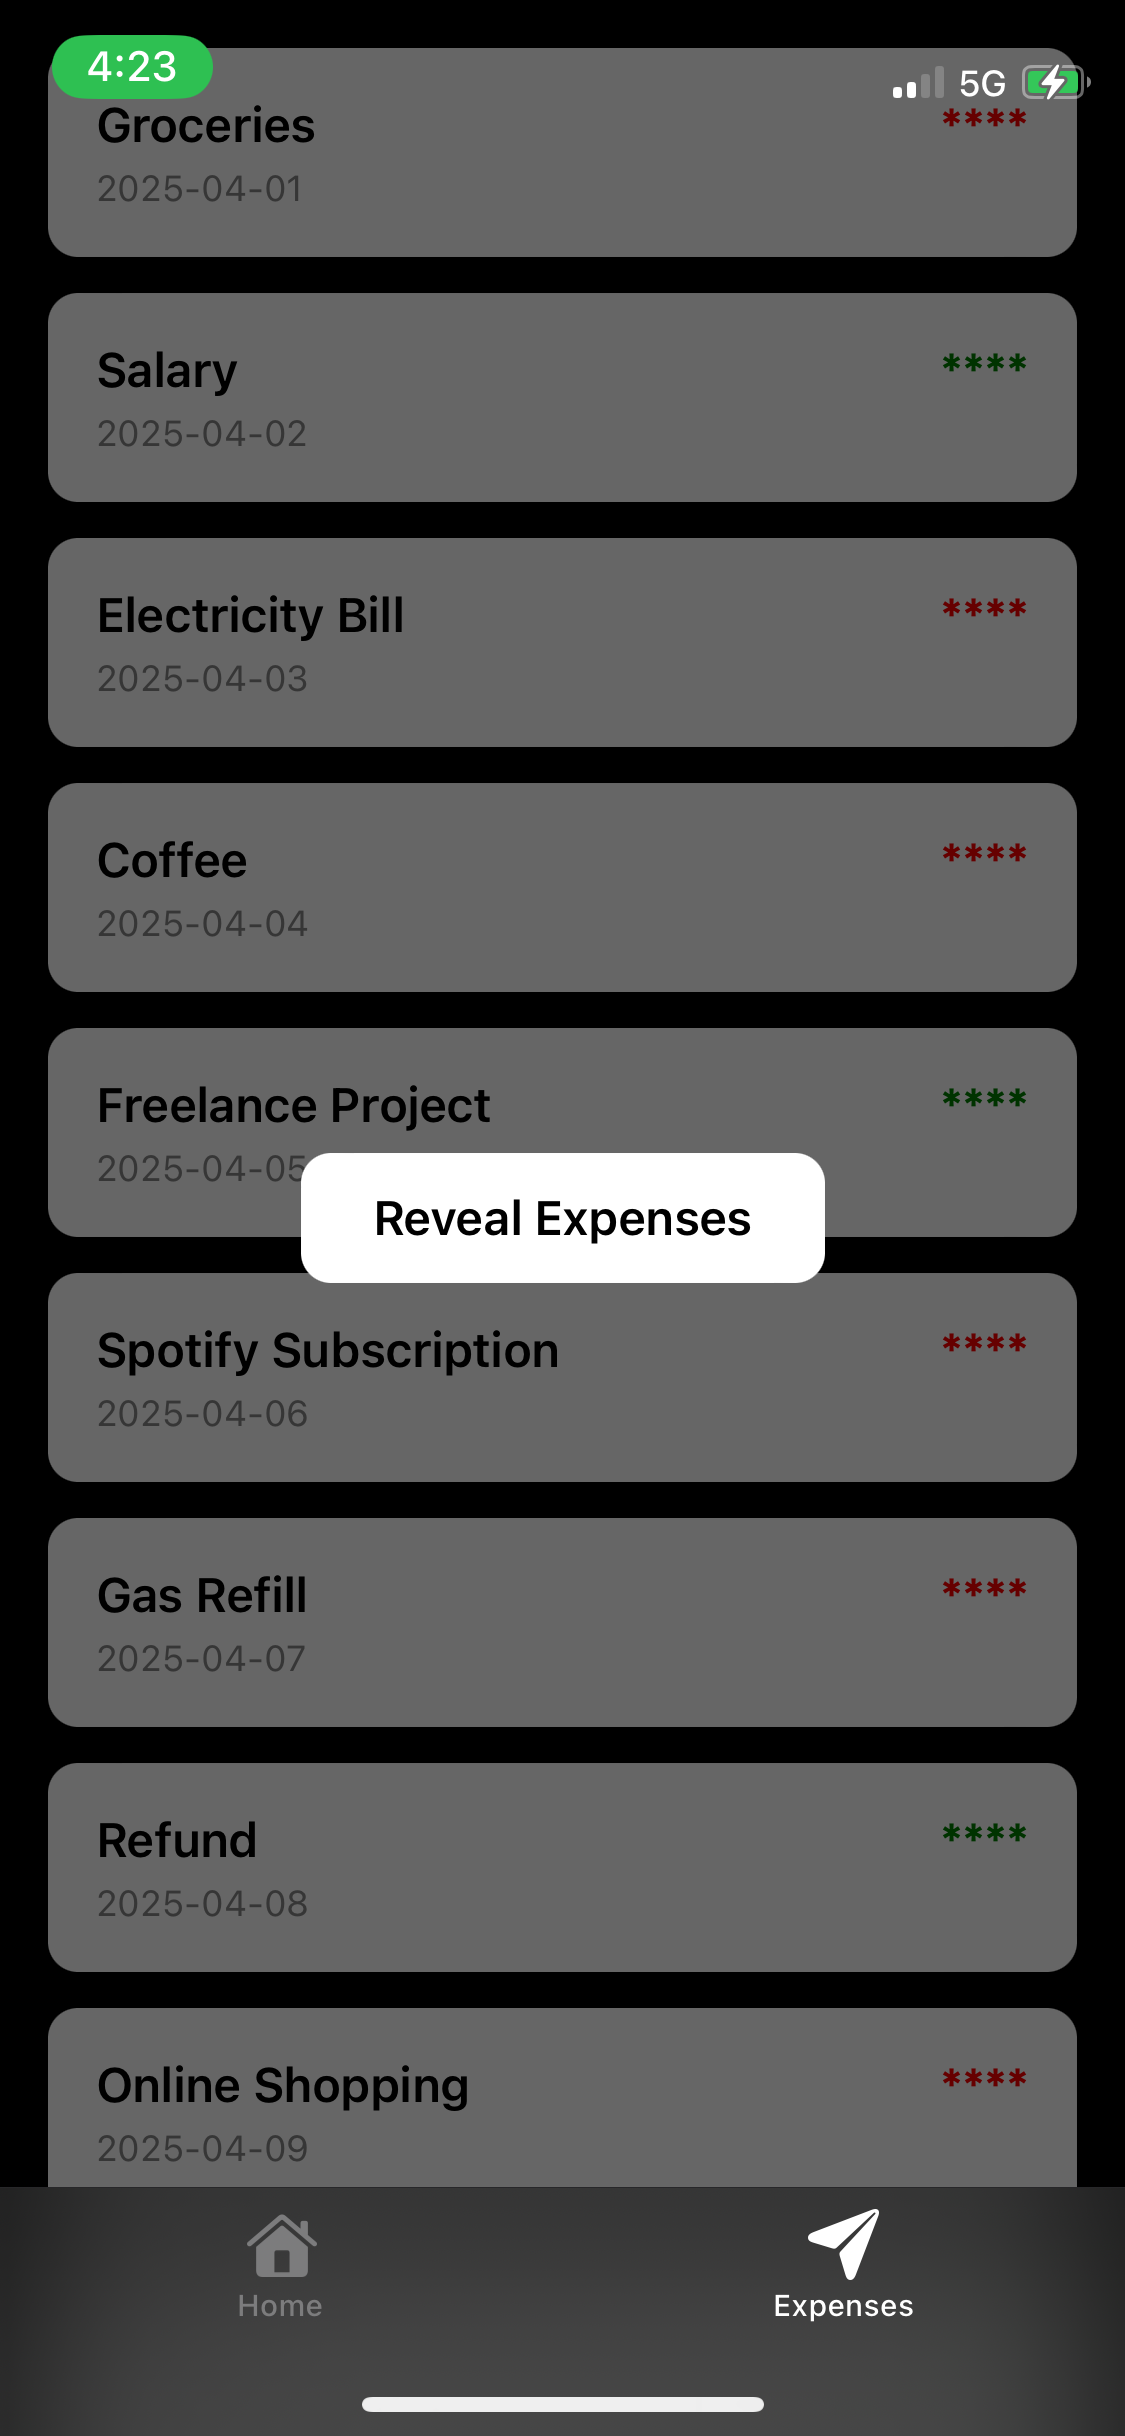 4:23
5G
Groceries
****
2025-04-01
Salary
****
2025-04-02
Electricity Bill
****
2025-04-03
Coffee
****
2025-04-04
Freelance Project
****
2025-04-05
Reveal Expenses
Spotify Subscription
****
2025-04-06
Gas Refill
****
2025-04-07
Refund
****
2025-04-08
Online Shopping
****
2025-04-09
Home
Expenses